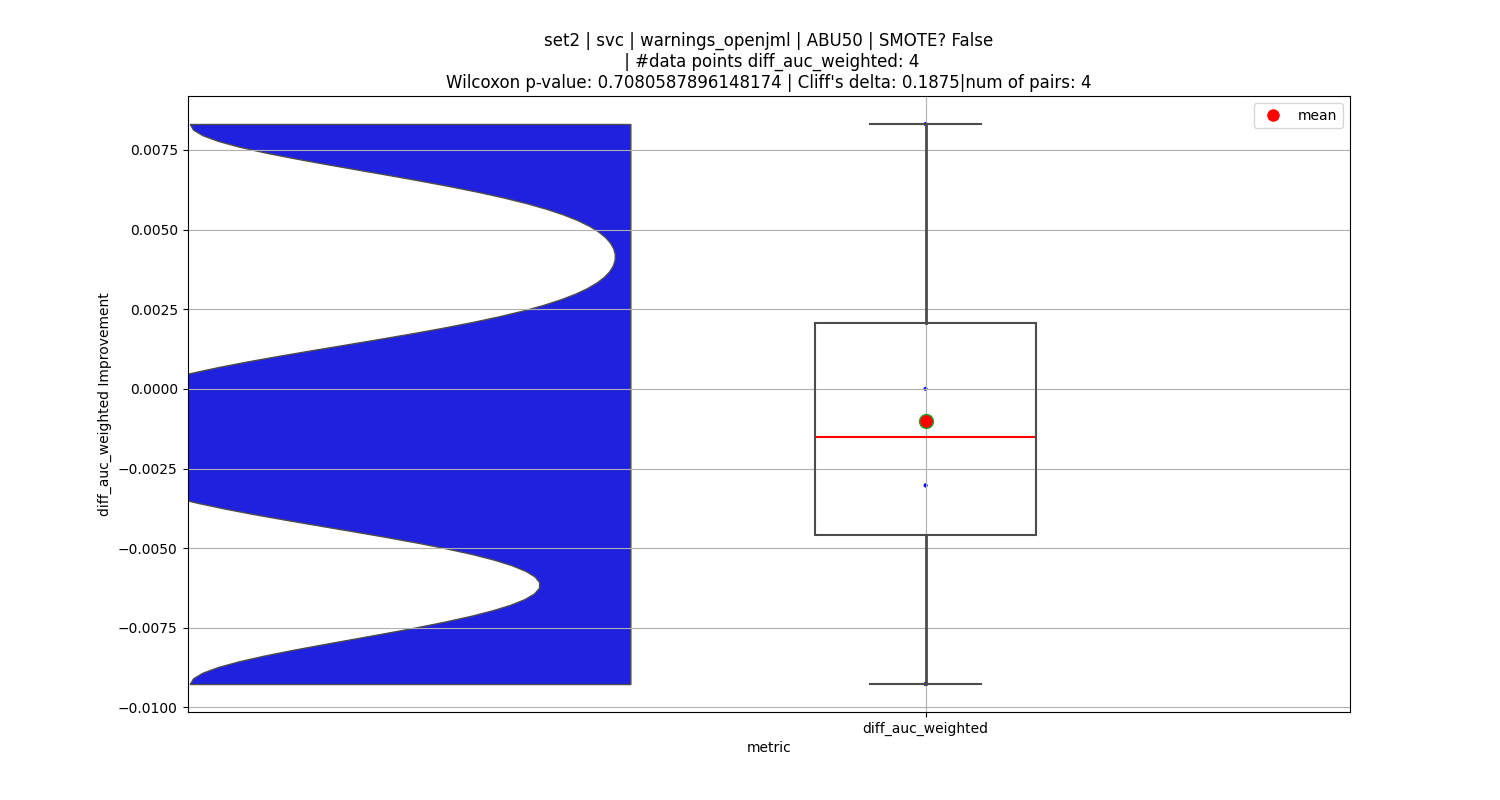 set2 | svc | warnings_openjml | ABU50 | SMOTE? False
| #data points diff_auc_weighted: 4
Wilcoxon p-value: 0.7080587896148174 | Cliff's delta: 0.1875|num of pairs: 4
mean
0.0075
0.0050
0.0025
0.0000
−0.0025
−0.0050
−0.0075
−0.0100
diff_auc_weighted Improvement
diff_auc_weighted
metric